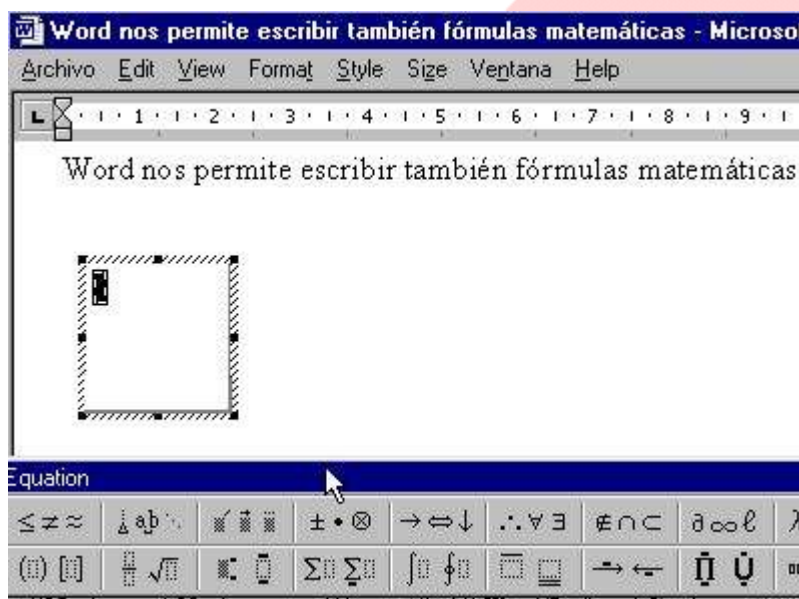 Word nos permite escribir también fórmulas matemáticas - Microso
Archivo Edit View Format Style Size Ventana Help
L 1 2 3 4 5 6 7 8 9
Word nos permite escribir también fórmulas matemáticas
Equation
≤≠≈ ab ±•⊗ →⇔↓ ∴∀∃ ∉∩⊂ ∂∞ℓ λ
(▯) [▯] √▯ Σ▯ Σ▯ ∫▯ ∮▯ Π Ụ